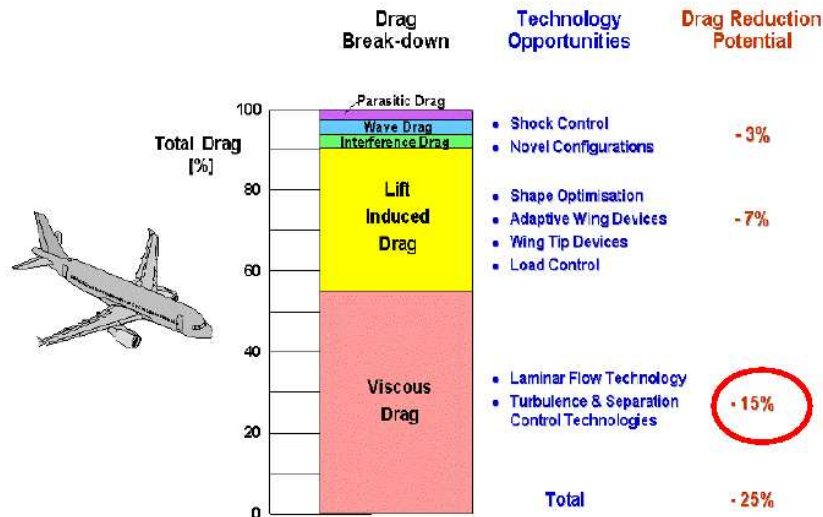 Drag
Break-down
Technology
Opportunities
Drag Reduction
Potential
Parasitic Drag
100
Wave Drag
Shock Control
Total Drag
[%]
Interference Drag
Novel Configurations
- 3%
80
Lift
Induced
Drag
Shape Optimisation
Adaptive Wing Devices
Wing Tip Devices
Load Control
- 7%
60
40
Viscous
Drag
Laminar Flow Technology
Turbulence & Separation
Control Technologies
- 15%
20
0
Total
- 25%